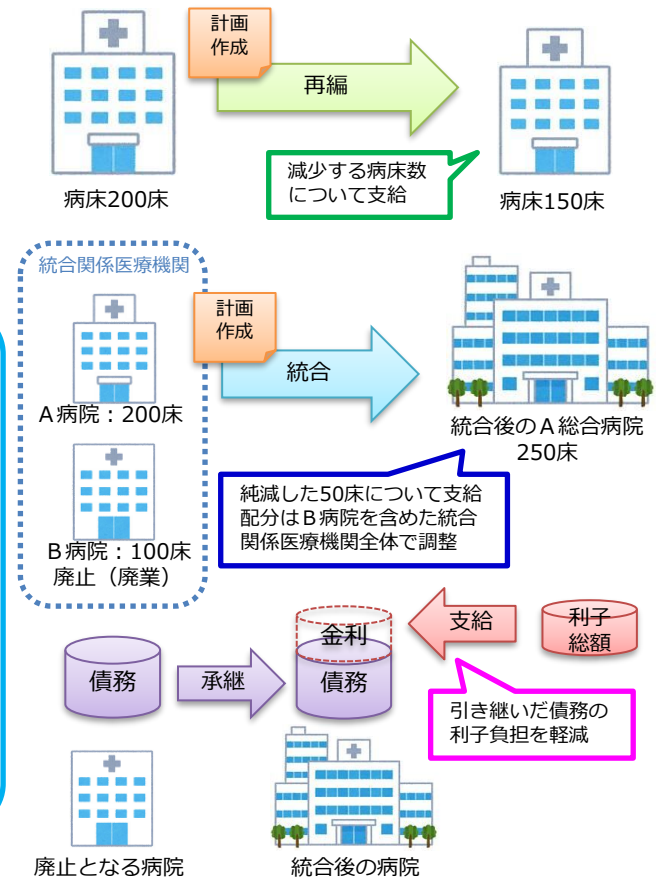 計画
作成
再編
病床200床
減少する病床数
について支給
病床150床
統合関係医療機関
計画
作成
統合
A病院：200床
統合後のA総合病院
250床
B病院：100床
廃止（廃業）
純減した50床について支給
配分はB病院を含めた統合
関係医療機関全体で調整
債務
承継
金利
債務
支給
利子
総額
引き継いだ債務の
利子負担を軽減
廃止となる病院
統合後の病院